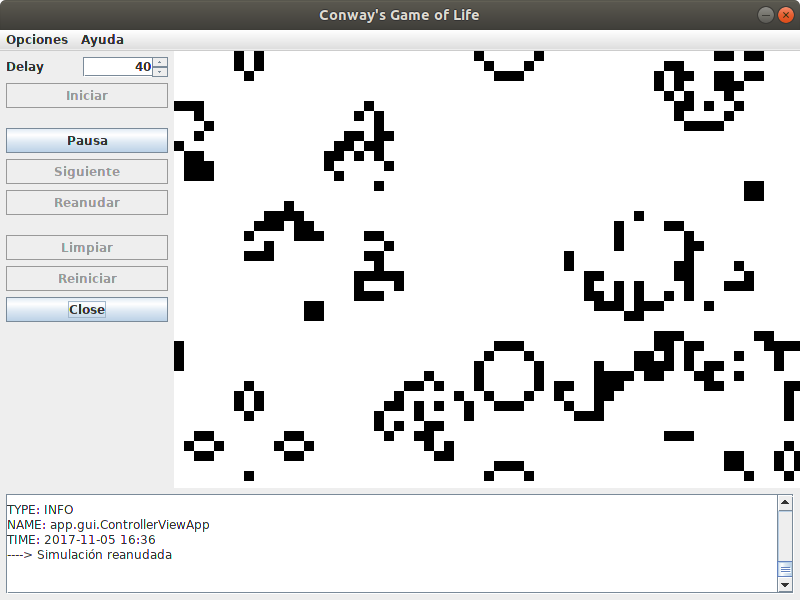 Conway's Game of Life
Opciones Ayuda
Delay 40
Iniciar
Pausa
Siguiente
Reanudar
Limpiar
Reiniciar
Close
TYPE: INFO
NAME: app.gui.ControllerViewApp
TIME: 2017-11-05 16:36
----> Simulación reanudada